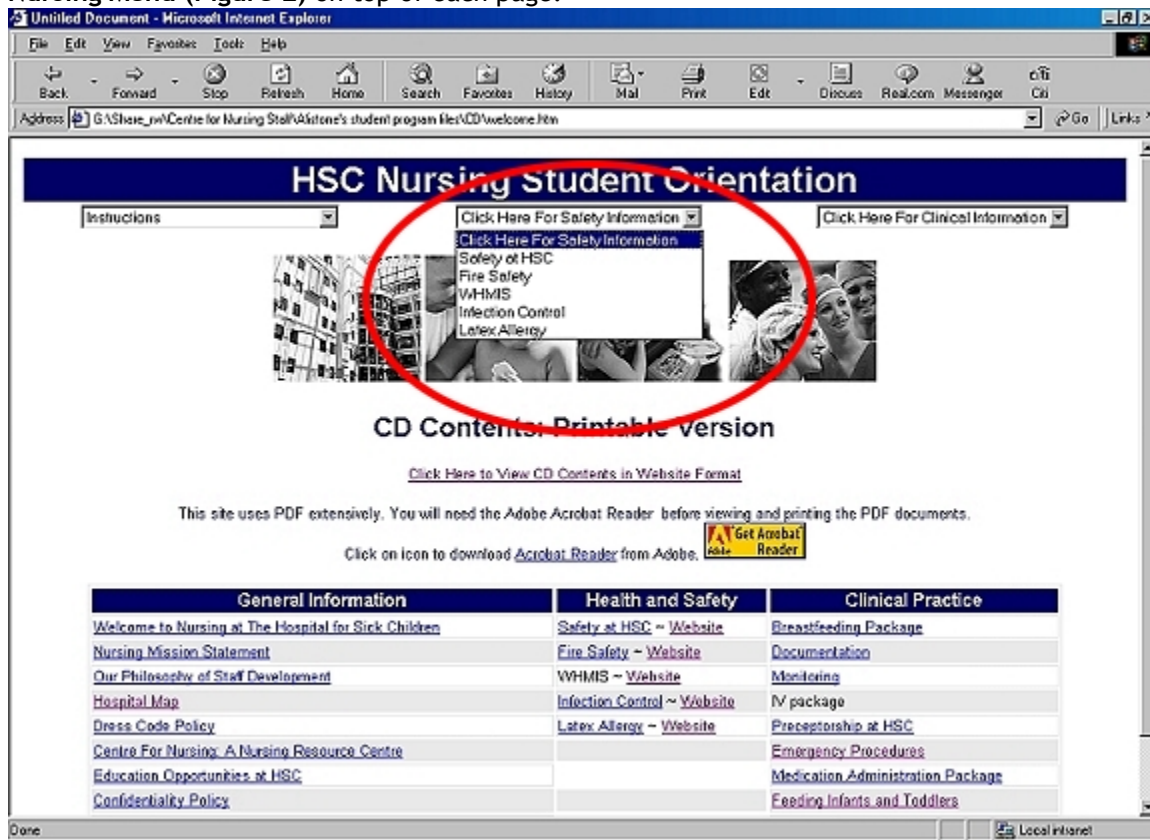 Nursing Menu (Figure 2) on top of each page.
Untitled Document - Microsoft Internet Explorer
File Edit View Favorites Tools Help
Back Forward Stop Refresh Home Search Favorites History Mail Print Edit Discuss Real.com Messenger Citi
Address G:\Share_rw\Centre for Nursing Staff\Alistone's student program files\CD\welcome.htm Go Links
HSC Nursing Student Orientation
Instructions Click Here For Safety Information Click Here For Clinical Information
Click Here For Safety Information
Safety at HSC
Fire Safety
WHMIS
Infection Control
Latex Allergy
CD Contents: Printable Version
Click Here to View CD Contents in Website Format
This site uses PDF extensively. You will need the Adobe Acrobat Reader before viewing and printing the PDF documents.
Click on icon to download Acrobat Reader from Adobe. Adobe Get Acrobat Reader
General Information Health and Safety Clinical Practice
Welcome to Nursing at The Hospital for Sick Children Safety at HSC ~ Website Breastfeeding Package
Nursing Mission Statement Fire Safety ~ Website Documentation
Our Philosophy of Staff Development WHMIS ~ Website Monitoring
Hospital Map Infection Control ~ Website IV package
Dress Code Policy Latex Allergy ~ Website Preceptorship at HSC
Centre For Nursing: A Nursing Resource Centre Emergency Procedures
Education Opportunities at HSC Medication Administration Package
Confidentiality Policy Feeding Infants and Toddlers
Done Local intranet